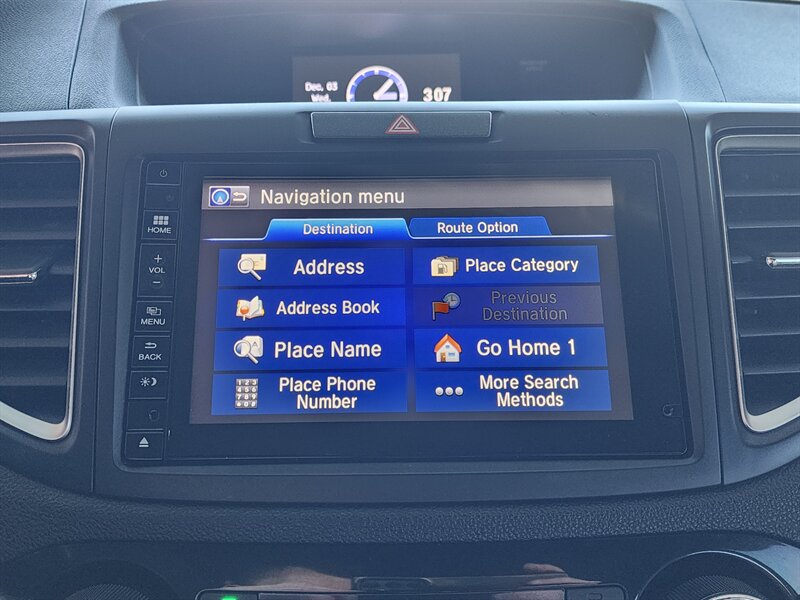 Dec. 03
Wed.
307
Navigation menu
Destination
Route Option
Address
Place Category
Address Book
Previous
Destination
Place Name
Go Home 1
Place Phone
Number
More Search
Methods
HOME
+
VOL
−
MENU
BACK